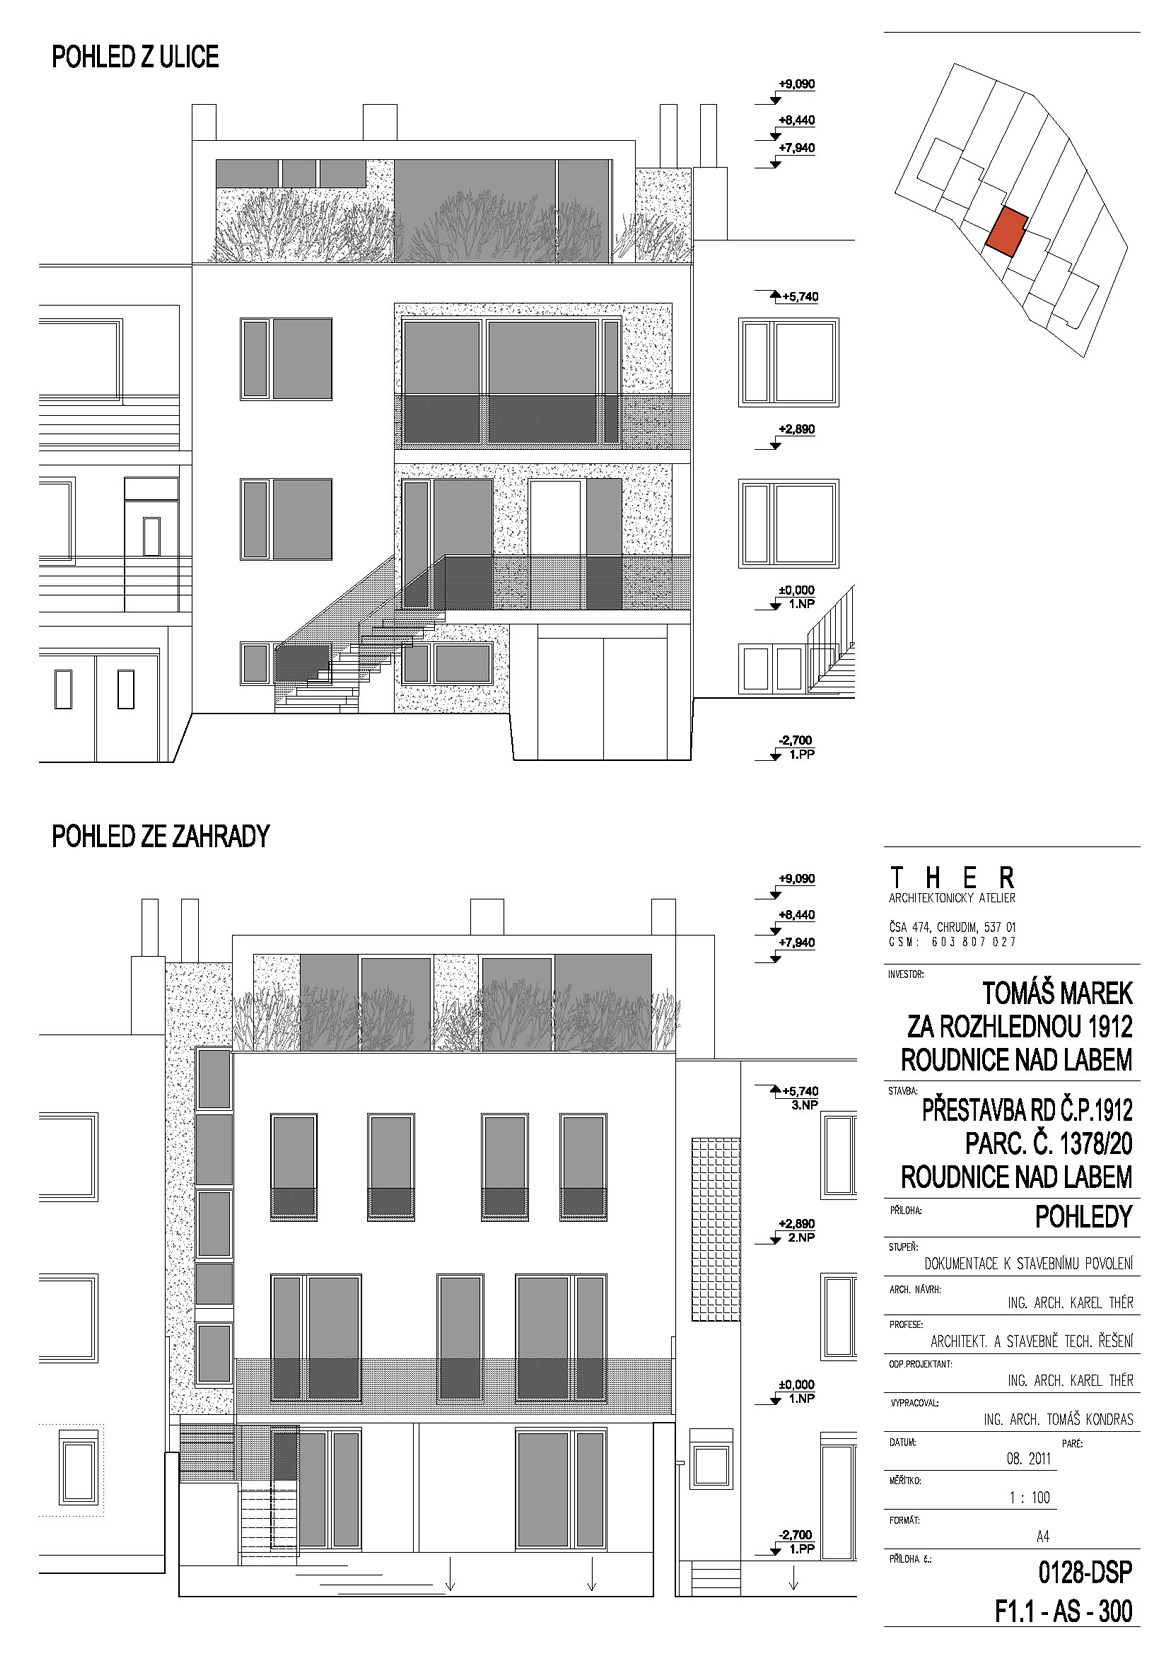 POHLED Z ULICE
+9,090
+8,440
+7,940
+5,740
+2,890
±0,000
1.NP
-2,700
1.PP
POHLED ZE ZAHRADY
+9,090
+8,440
+7,940
+5,740
3.NP
+2,890
2.NP
±0,000
1.NP
-2,700
1.PP
THER
ARCHITEKTONICKÝ ATELIER
ČSA 474, CHRUDIM, 537 01
GSM: 603 807 027
INVESTOR:
TOMÁŠ MAREK
ZA ROZHLEDNOU 1912
ROUDNICE NAD LABEM
STAVBA:
PŘESTAVBA RD Č.P.1912
PARC. Č. 1378/20
ROUDNICE NAD LABEM
PŘÍLOHA:
POHLEDY
STUPEŇ:
DOKUMENTACE K STAVEBNÍMU POVOLENÍ
ARCH. NÁVRH:
ING. ARCH. KAREL THÉR
PROFESE:
ARCHITEKT. A STAVEBNĚ TECH. ŘEŠENÍ
ODP.PROJEKTANT:
ING. ARCH. KAREL THÉR
VYPRACOVAL:
ING. ARCH. TOMÁŠ KONDRAS
DATUM:
08. 2011
PARÉ:
MĚŘÍTKO:
1 : 100
FORMÁT:
A4
PŘÍLOHA č.:
0128-DSP
F1.1 - AS - 300